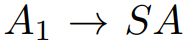 A₁ → SA